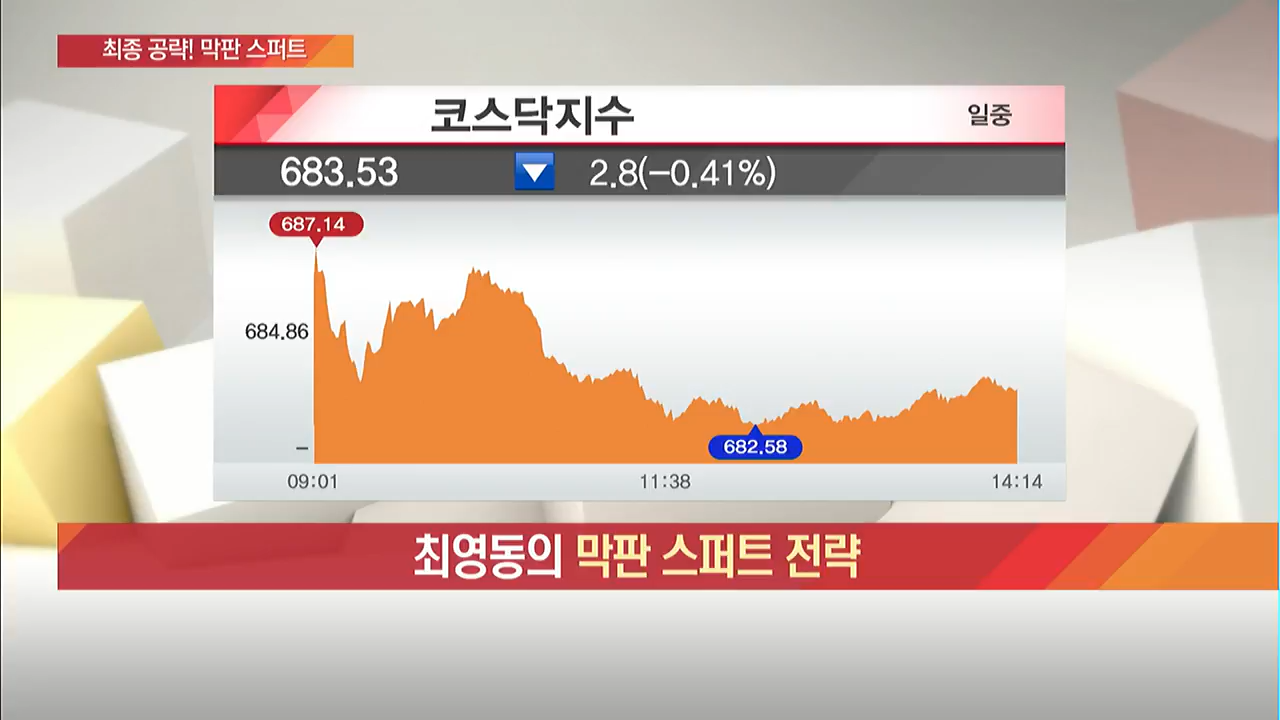 최종 공략! 막판 스퍼트
코스닥지수
일중
683.53 ▼ 2.8(-0.41%)
687.14
684.86
682.58
-
09:01 11:38 14:14
최영동의 막판 스퍼트 전략